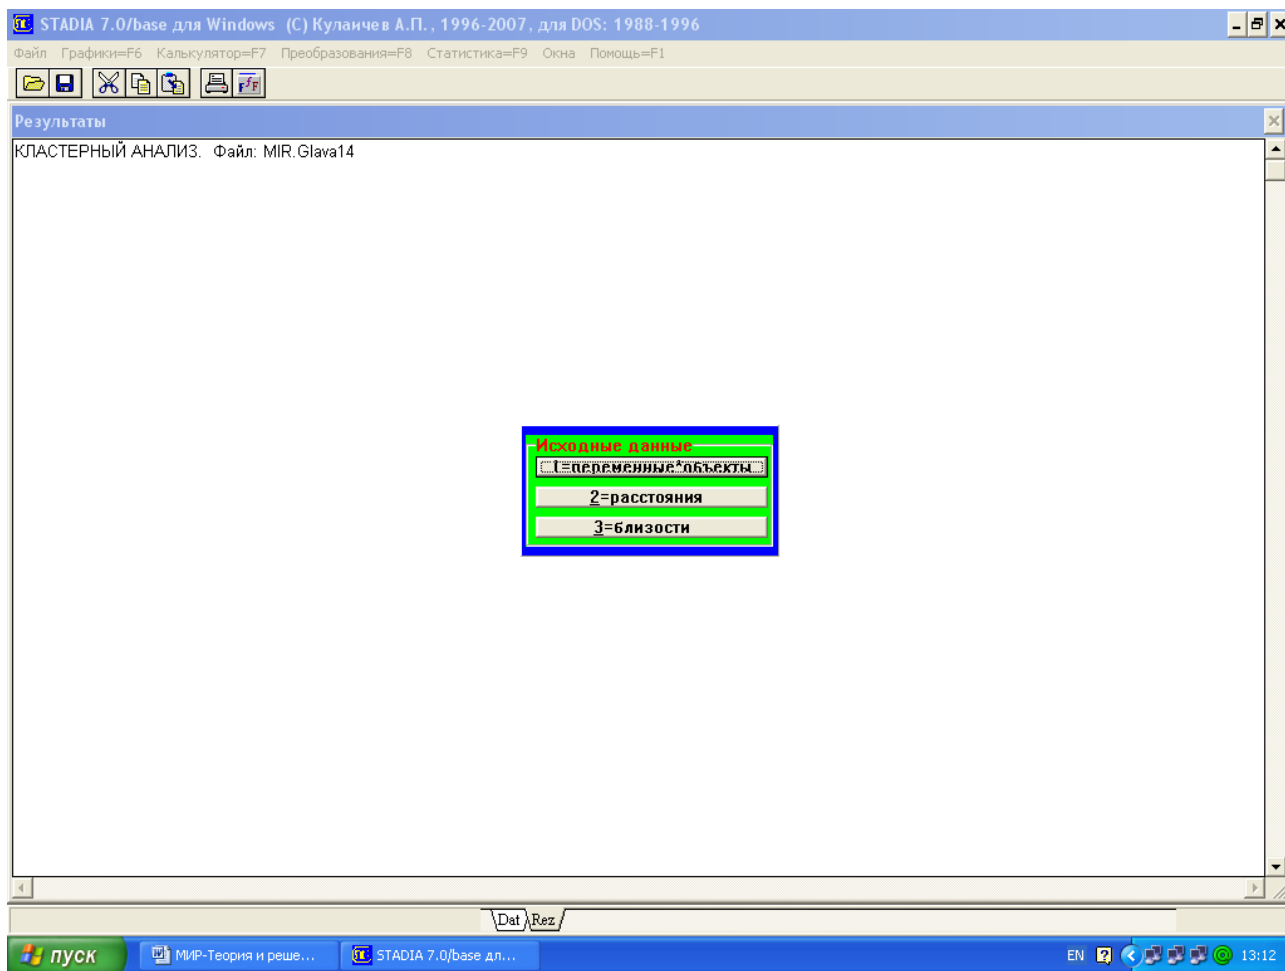 STADIA 7.0/base для Windows (C) Кулаичев А.П., 1996-2007, для DOS: 1988-1996
Файл Графики=F6 Калькулятор=F7 Преобразования=F8 Статистика=F9 Окна Помощь=F1
Результаты
КЛАСТЕРНЫЙ АНАЛИЗ. Файл: MIR.Glava14
Исходные данные
1=переменные*объекты
2=расстояния
3=близости
Dat Rez
пуск МИР-Теория и реше... STADIA 7.0/base дл... EN 13:12